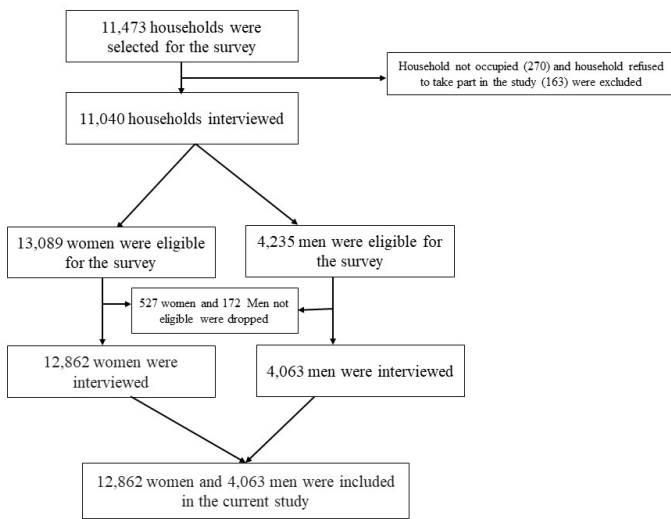 11,473 households were
selected for the survey
Household not occupied (270) and household refused
to take part in the study (163) were excluded
11,040 households interviewed
13,089 women were eligible
for the survey
4,235 men were eligible for
the survey
527 women and 172 Men not
eligible were dropped
12,862 women were
interviewed
4,063 men were interviewed
12,862 women and 4,063 men were included
in the current study